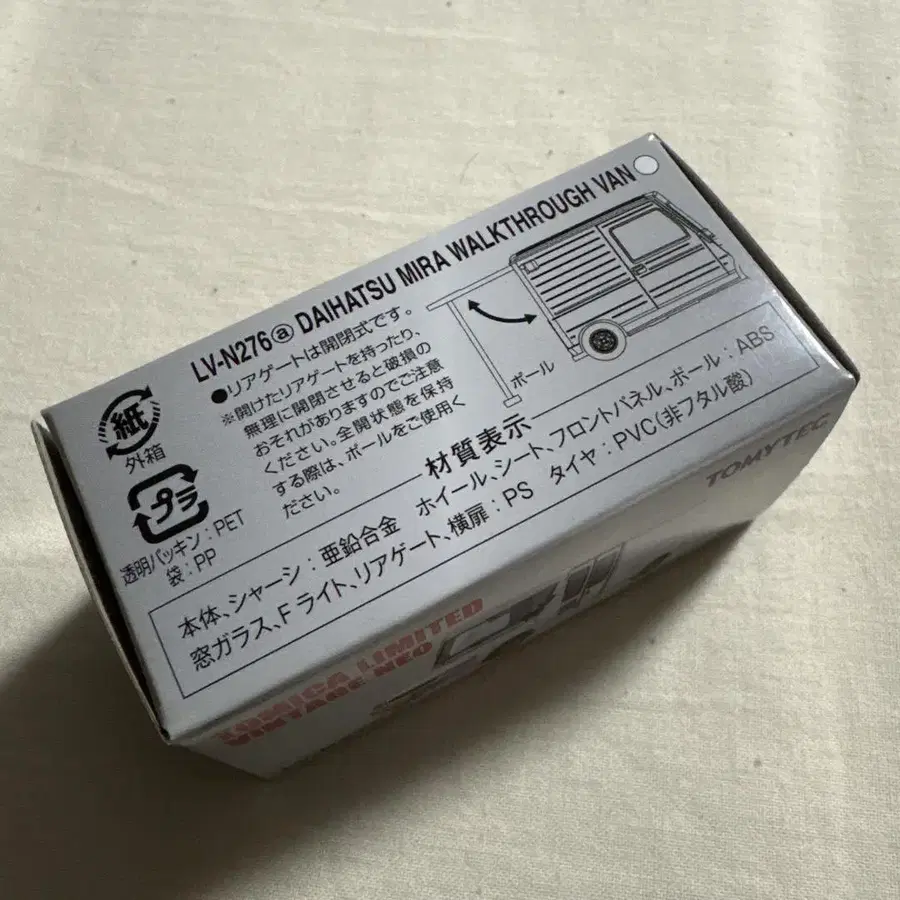 LV-N276ⓐ DAIHATSU MIRA WALKTHROUGH VAN
●リアゲートは開閉式です。
※開けたリアゲートを持ったり、
無理に開閉させると破損の
おそれがありますのでご注意
ください。全開状態を保持
する際は、ポールをご使用く
ださい。
ポール
紙
外箱
プラ
透明パッキン:PET
袋:PP
材質表示
本体、シャーシ:亜鉛合金 ホイール、シート、フロントパネル、ポール:ABS
窓ガラス、Fライト、リアゲート、横扉:PS タイヤ:PVC(非フタル酸)
TOMYTEC
TOMICA LIMITED
VINTAGE NEO